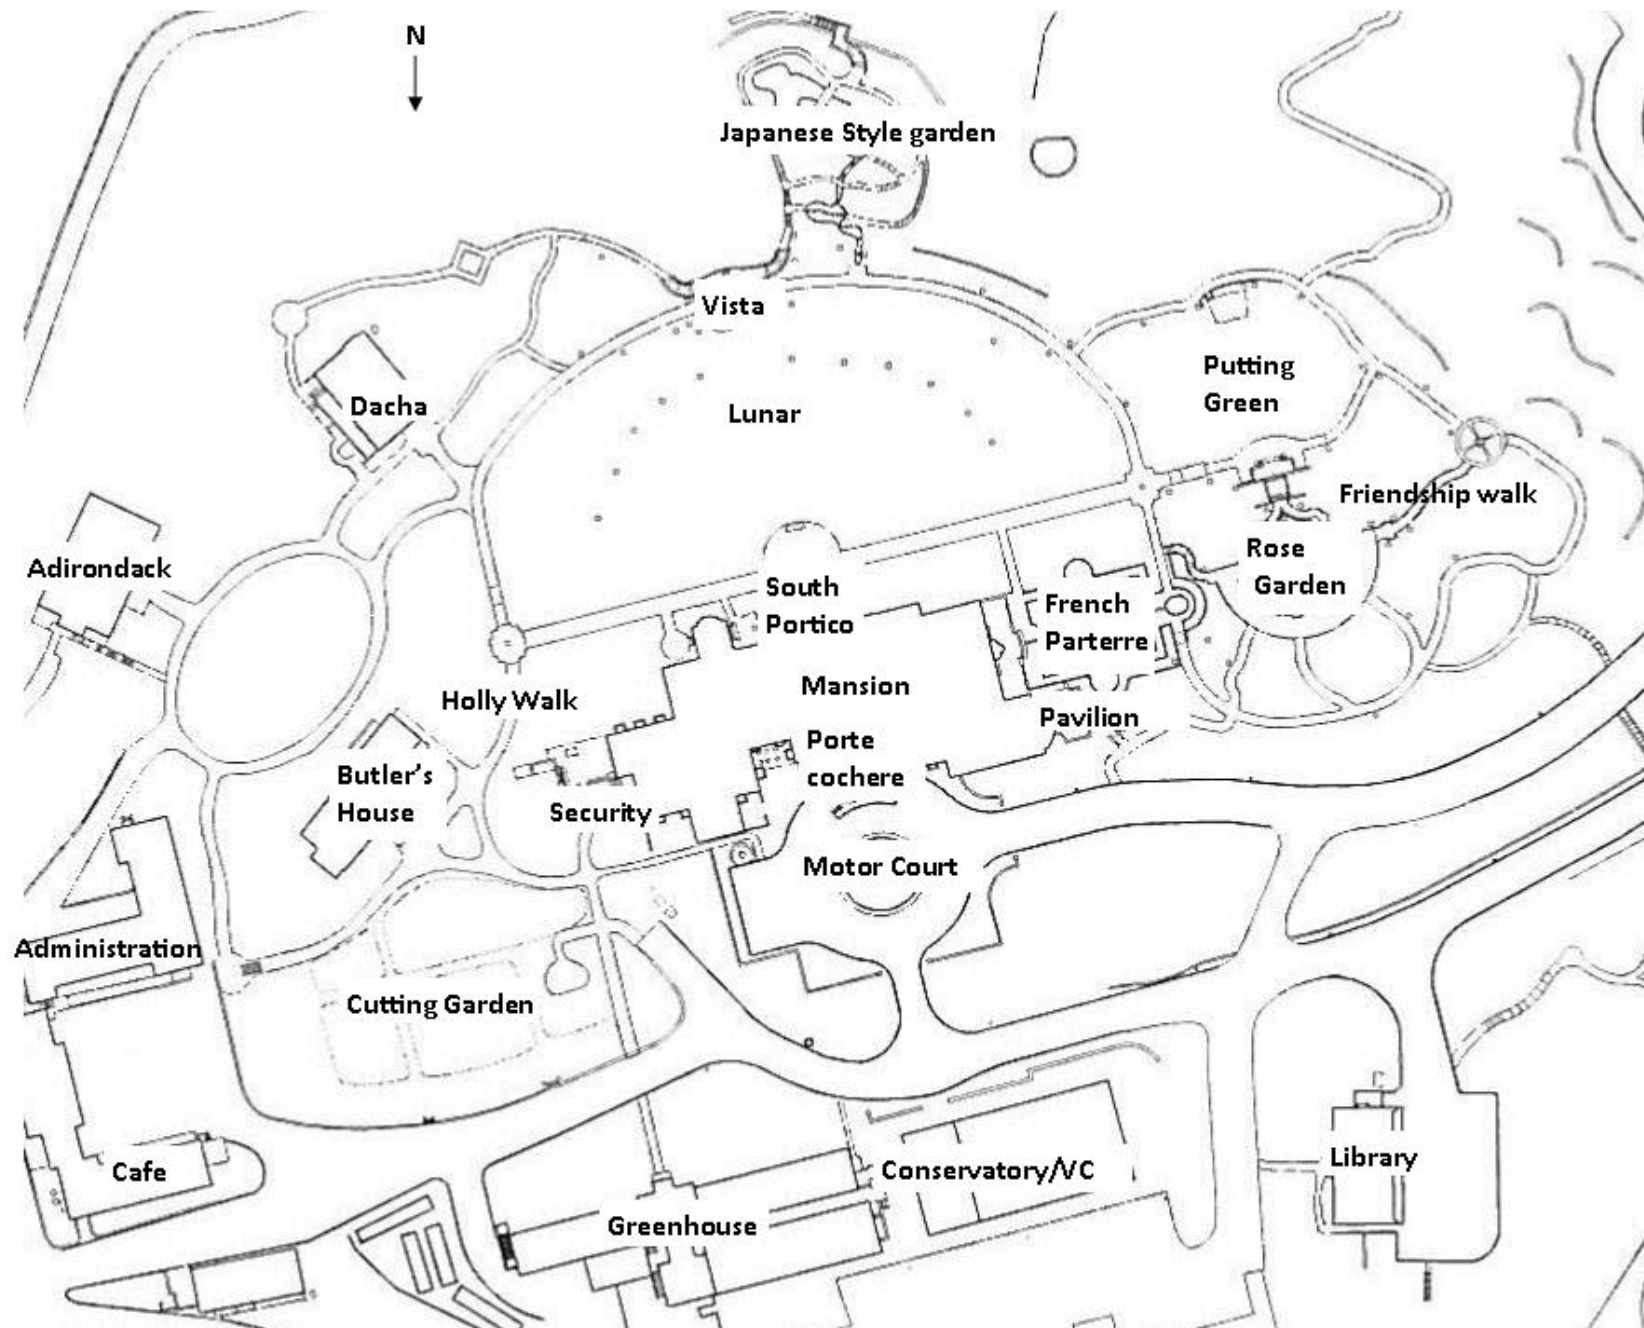 N
Japanese Style garden
Vista
Putting
Green
Dacha
Lunar
Friendship walk
Adirondack
Rose
Garden
South
Portico
French
Parterre
Holly Walk
Mansion
Pavilion
Porte
cochere
Butler's
House
Security
Motor Court
Administration
Cutting Garden
Cafe
Conservatory/VC
Library
Greenhouse